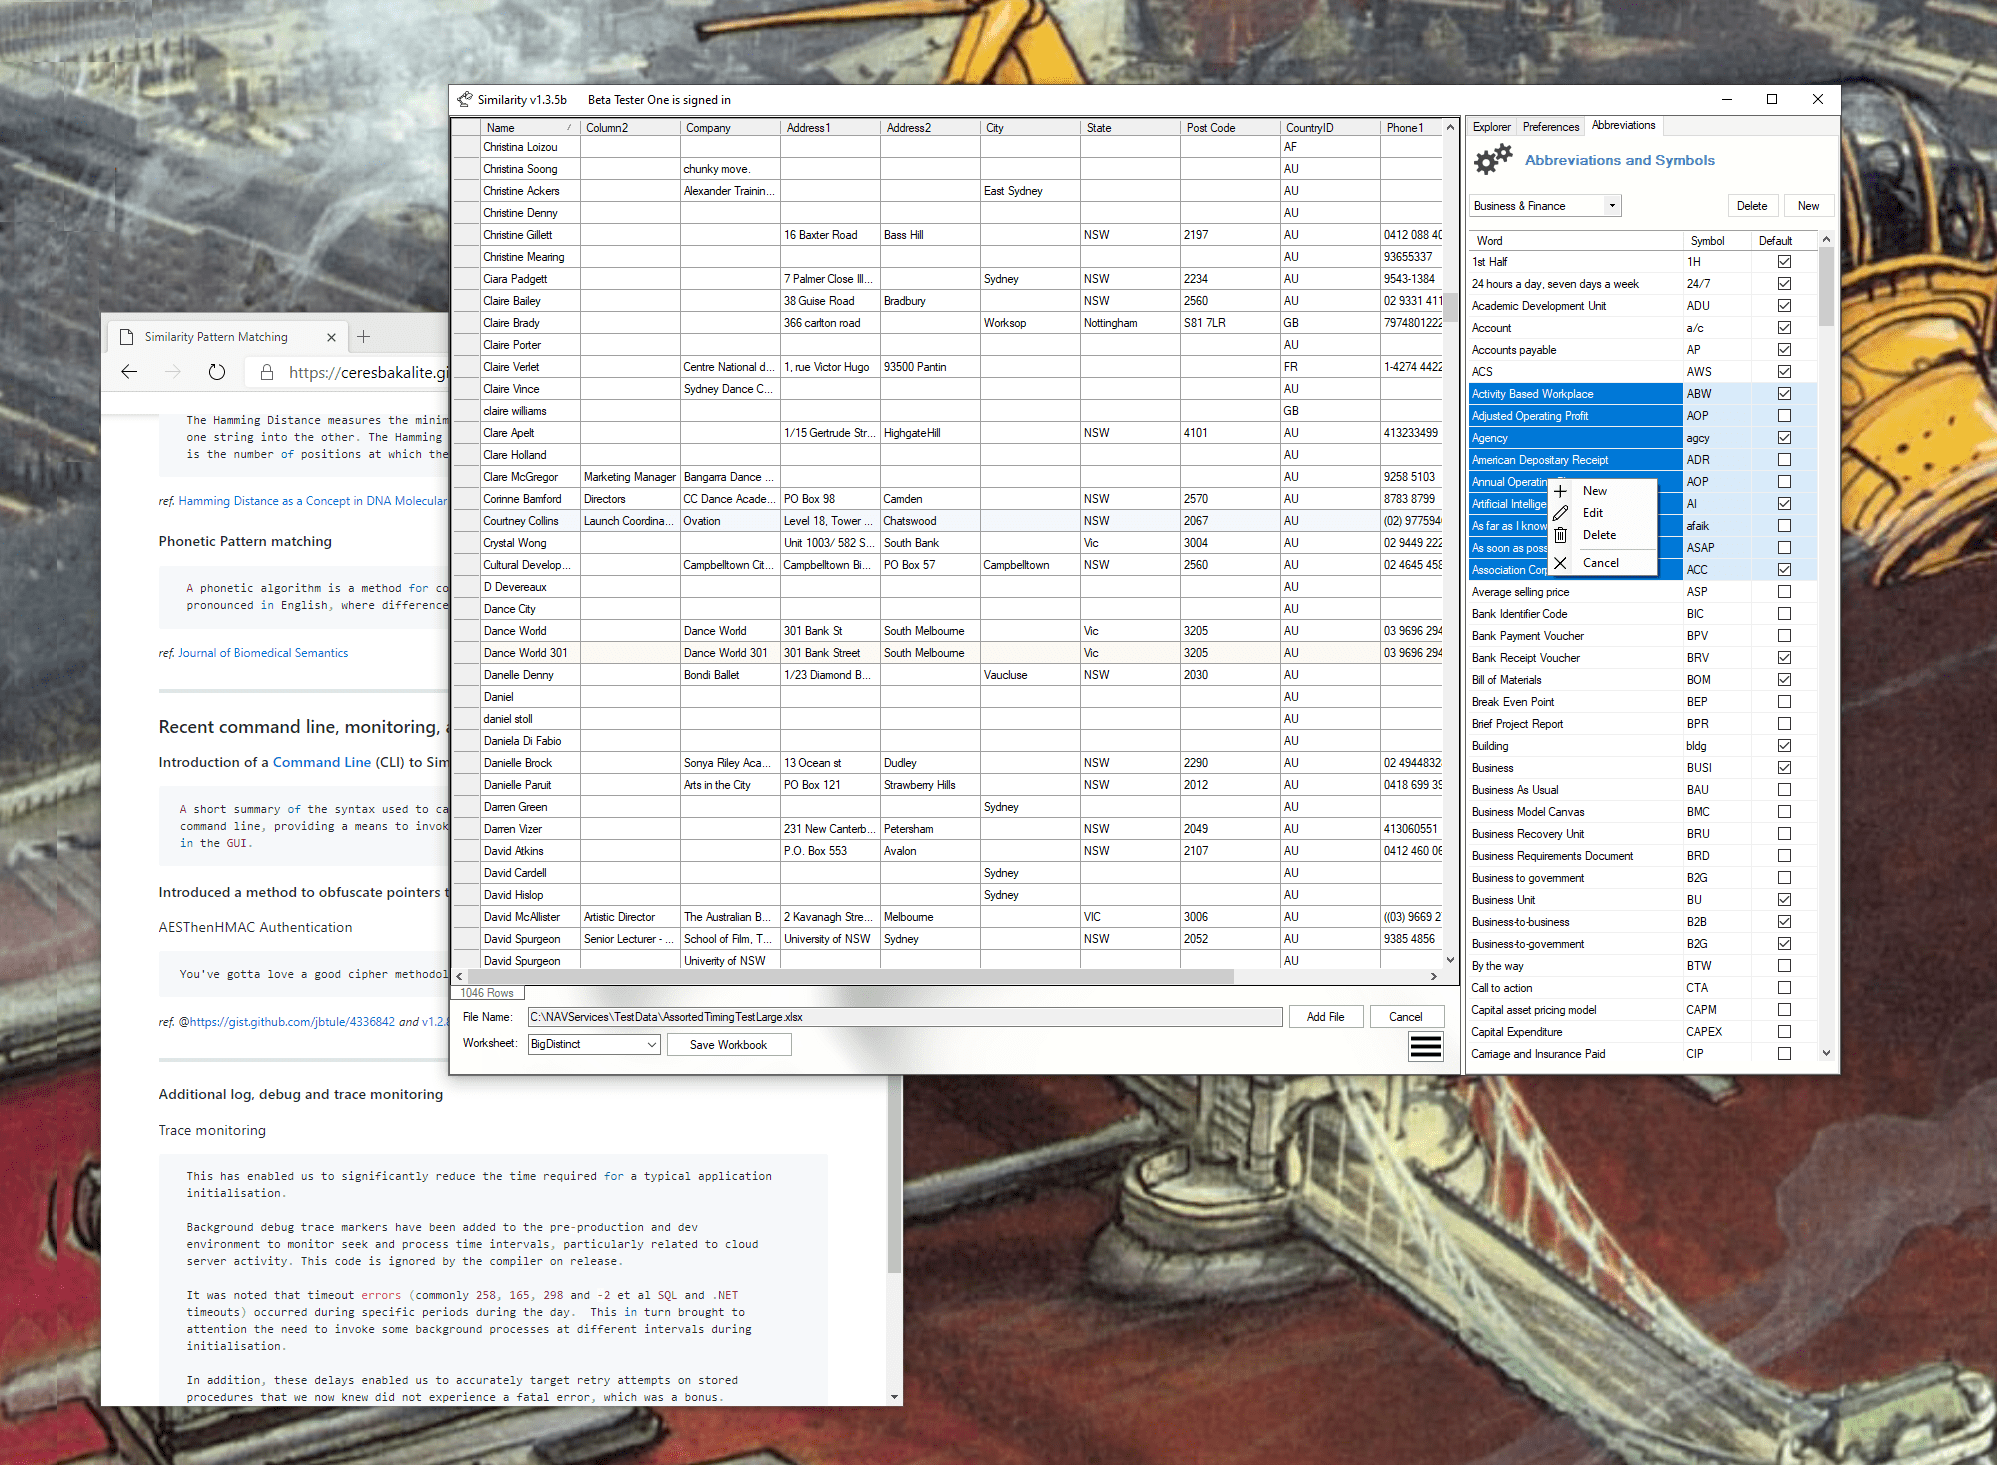 Similarity v1.3.5b Beta Tester One is signed in
Name Column2 Company Address1 Address2 City State Post Code CountryID Phone1
Christina Loizou AF
Christina Soong chunky move. AU
Christine Ackers Alexander Trainin... East Sydney AU
Christine Denny AU
Christine Gillett 16 Baxter Road Bass Hill NSW 2197 AU 0412 088 40
Christine Mearing AU 93655337
Ciara Padgett 7 Palmer Close Ill... Sydney NSW 2234 AU 9543-1384
Claire Bailey 38 Guise Road Bradbury NSW 2560 AU 02 9331 411
Claire Brady 366 carlton road Worksop Nottingham S81 7LR GB 7974801222
Claire Porter AU
Claire Verlet Centre National d... 1, rue Victor Hugo 93500 Pantin FR 1-4274 4422
Claire Vince Sydney Dance C... AU
claire williams GB
Clare Apelt 1/15 Gertrude Str... HighgateHill NSW 4101 AU 413233499
Clare Holland AU
Clare McGregor Marketing Manager Bangarra Dance ... AU 9258 5103
Corinne Bamford Directors CC Dance Acade... PO Box 98 Camden NSW 2570 AU 8783 8799
Courtney Collins Launch Coordina... Ovation Level 18, Tower ... Chatswood NSW 2067 AU (02) 977594
Crystal Wong Unit 1003/ 582 S... South Bank Vic 3004 AU 02 9449 222
Cultural Develop... Campbelltown Cit... Campbelltown Bi... PO Box 57 Campbelltown NSW 2560 AU 02 4645 458
D Devereaux AU
Dance City AU
Dance World Dance World 301 Bank St South Melbourne Vic 3205 AU 03 9696 294
Dance World 301 Dance World 301 301 Bank Street South Melbourne Vic 3205 AU 03 9696 294
Danelle Denny Bondi Ballet 1/23 Diamond B... Vaucluse NSW 2030 AU
Daniel AU
daniel stoll AU
Daniela Di Fabio AU
Danielle Brock Sonya Riley Aca... 13 Ocean st Dudley NSW 2290 AU 02 4944832
Danielle Paruit Arts in the City PO Box 121 Strawberry Hills NSW 2012 AU 0418 699 39
Darren Green Sydney AU
Darren Vizer 231 New Canterb... Petersham NSW 2049 AU 413060551
David Atkins P.O. Box 553 Avalon NSW 2107 AU 0412 460 06
David Cardell Sydney AU
David Hislop Sydney AU
David McAllister Artistic Director The Australian B... 2 Kavanagh Stre... Melbourne VIC 3006 AU ((03) 9669 2
David Spurgeon Senior Lecturer - ... School of Film, T... University of NSW Sydney NSW 2052 AU 9385 4856
David Spurgeon Univerity of NSW AU
1046 Rows
File Name: C:\NAVServices\TestData\AssortedTimingTestLarge.xlsx Add File Cancel
Worksheet: BigDistinct Save Workbook
Explorer Preferences Abbreviations
Abbreviations and Symbols
Business & Finance Delete New
Word Symbol Default
1st Half 1H
24 hours a day, seven days a week 24/7
Academic Development Unit ADU
Account a/c
Accounts payable AP
ACS AWS
Activity Based Workplace ABW
Adjusted Operating Profit AOP
Agency agcy
American Depositary Receipt ADR
Annual Operating AOP
Artificial Intellige AI
As far as I know afaik
As soon as poss ASAP
Association Corp ACC
New
Edit
Delete
Cancel
Average selling price ASP
Bank Identifier Code BIC
Bank Payment Voucher BPV
Bank Receipt Voucher BRV
Bill of Materials BOM
Break Even Point BEP
Brief Project Report BPR
Building bldg
Business BUSI
Business As Usual BAU
Business Model Canvas BMC
Business Recovery Unit BRU
Business Requirements Document BRD
Business to government B2G
Business Unit BU
Business-to-business B2B
Business-to-government B2G
By the way BTW
Call to action CTA
Capital asset pricing model CAPM
Capital Expenditure CAPEX
Carriage and Insurance Paid CIP
Similarity Pattern Matching
https://ceresbakalite.gi
The Hamming Distance measures the minim
one string into the other. The Hamming
is the number of positions at which the
ref. Hamming Distance as a Concept in DNA Molecular
Phonetic Pattern matching
A phonetic algorithm is a method for co
pronounced in English, where difference
ref. Journal of Biomedical Semantics
Recent command line, monitoring, a
Introduction of a Command Line (CLI) to Sim
A short summary of the syntax used to ca
command line, providing a means to invok
in the GUI.
Introduced a method to obfuscate pointers t
AESThenHMAC Authentication
You've gotta love a good cipher methodol
ref. @https://gist.github.com/jbtule/4336842 and v1.2.8
Additional log, debug and trace monitoring
Trace monitoring
This has enabled us to significantly reduce the time required for a typical application
initialisation.
Background debug trace markers have been added to the pre-production and dev
environment to monitor seek and process time intervals, particularly related to cloud
server activity. This code is ignored by the compiler on release.
It was noted that timeout errors (commonly 258, 165, 298 and -2 et al SQL and .NET
timeouts) occurred during specific periods during the day. This in turn brought to
attention the need to invoke some background processes at different intervals during
initialisation.
In addition, these delays enabled us to accurately target retry attempts on stored
procedures that we now knew did not experience a fatal error, which was a bonus.